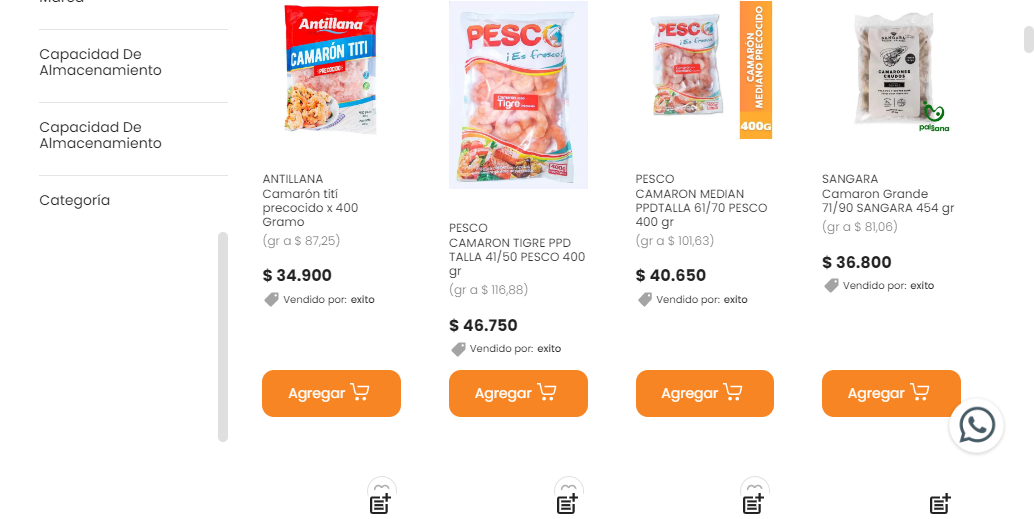 Marca
Capacidad De
Almacenamiento
Capacidad De
Almacenamiento
Categoría
Antillana
CAMARÓN TITI
PRECOCIDO
ANTILLANA
Camarón tití
precocido x 400
Gramo
(gr a $ 87,25)
$ 34.900
Vendido por: exito
Agregar
PESCO
¡Es fresco!
Tigre
400g
PESCO
CAMARON TIGRE PPD
TALLA 41/50 PESCO 400
gr
(gr a $ 116,88)
$ 46.750
Vendido por: exito
Agregar
PESCO
¡Es fresco!
CAMARÓN
MEDIANO PRECOCIDO
400G
PESCO
CAMARON MEDIAN
PPDTALLA 61/70 PESCO
400 gr
(gr a $ 101,63)
$ 40.650
Vendido por: exito
Agregar
SANGARA
CAMARONES
CRUDOS
SANGARA
Camaron Grande
71/90 SANGARA 454 gr
(gr a $ 81,06)
$ 36.800
Vendido por: exito
Agregar